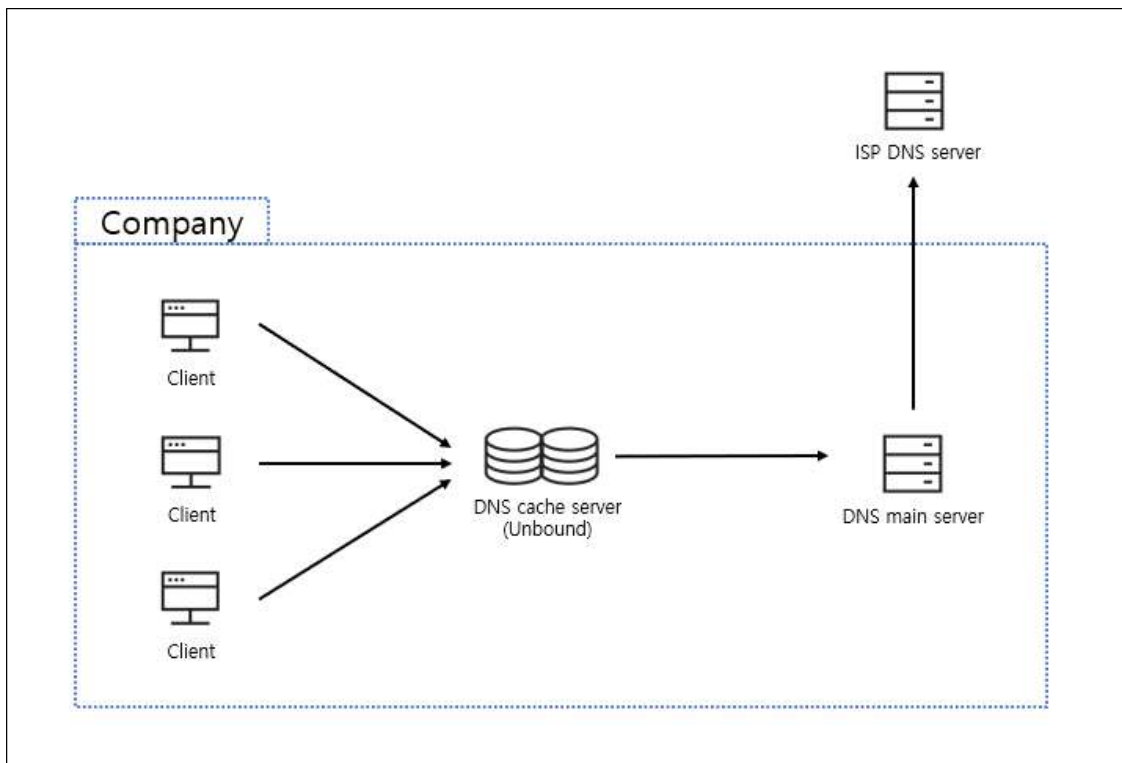 ISP DNS server
Company
Client
Client
DNS cache server
(Unbound)
DNS main server
Client